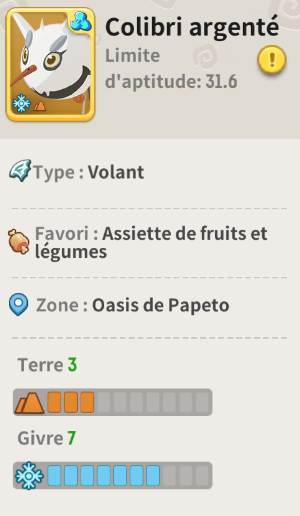 Colibri argenté
Limite
d'aptitude: 31.6
Type : Volant
Favori : Assiette de fruits et
légumes
Zone : Oasis de Papeto
Terre 3
Givre 7